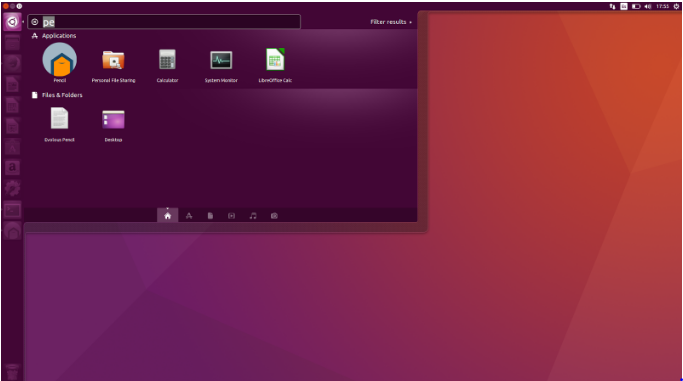 17:55
pe
Filter results
Applications
Pencil
Personal File Sharing
Calculator
System Monitor
LibreOffice Calc
Files & Folders
Evolous Pencil
Desktop